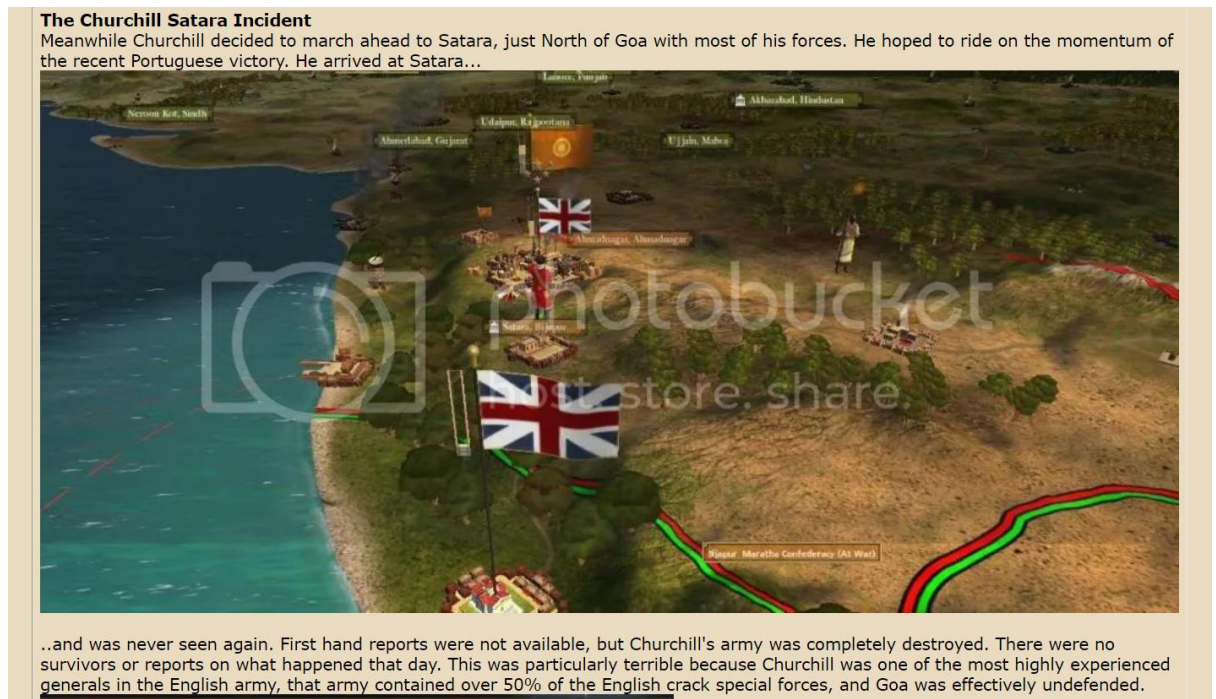 The Churchill Satara Incident
Meanwhile Churchill decided to march ahead to Satara, just North of Goa with most of his forces. He hoped to ride on the momentum of
the recent Portuguese victory. He arrived at Satara...
Lahore, Punjab
Akbarabad, Hindustan
Neroon Kot, Sindh
Udaipur, Rajpootana
Ahmedabad, Gujarat
Ujjain, Malwa
Ahmadnagar, Ahmadnagar
photobucket
Satara, Bijapur
host. store. share.
Bijapur Maratha Confederacy (At War)
..and was never seen again. First hand reports were not available, but Churchill's army was completely destroyed. There were no
survivors or reports on what happened that day. This was particularly terrible because Churchill was one of the most highly experienced
generals in the English army, that army contained over 50% of the English crack special forces, and Goa was effectively undefended.